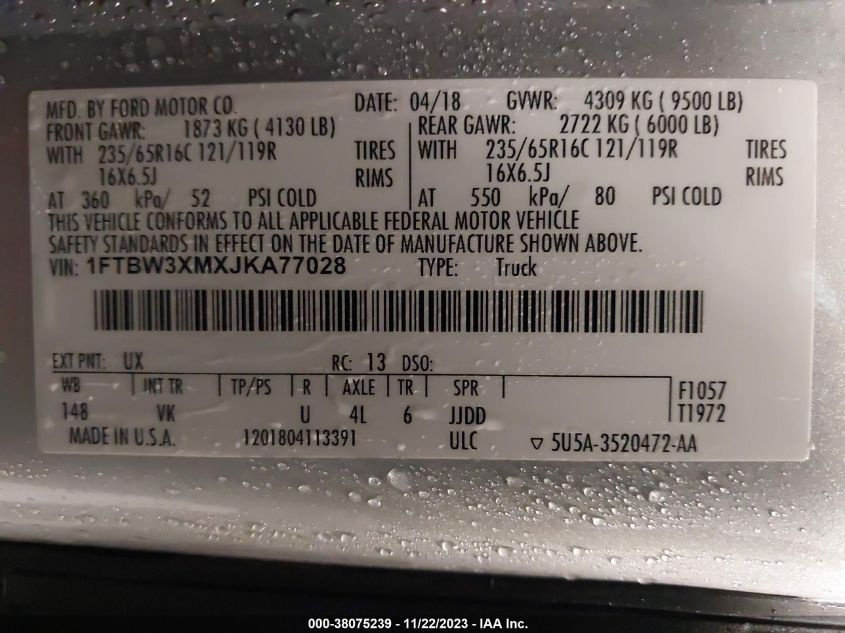 MFD. BY FORD MOTOR CO. DATE: 04/18 GVWR: 4309 KG ( 9500 LB)
FRONT GAWR: 1873 KG ( 4130 LB) REAR GAWR: 2722 KG ( 6000 LB)
WITH 235/65R16C 121/119R TIRES WITH 235/65R16C 121/119R TIRES
16X6.5J RIMS 16X6.5J RIMS
AT 360 kPa/ 52 PSI COLD AT 550 kPa/ 80 PSI COLD
THIS VEHICLE CONFORMS TO ALL APPLICABLE FEDERAL MOTOR VEHICLE
SAFETY STANDARDS IN EFFECT ON THE DATE OF MANUFACTURE SHOWN ABOVE.
VIN: 1FTBW3XMXJKA77028 TYPE: Truck
EXT PNT: UX RC: 13 DSO:
WB INT TR TP/PS R AXLE TR SPR F1057
148 VK U 4L 6 JJDD T1972
MADE IN U.S.A. 1201804113391 ULC ▽ 5U5A-3520472-AA
000-38075239 - 11/22/2023 - IAA Inc.